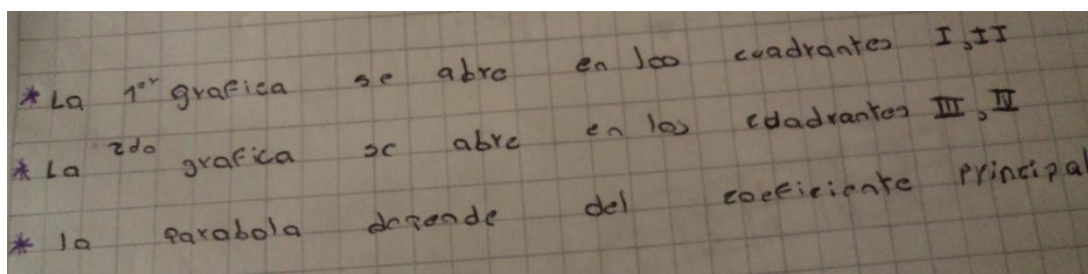 * La 1er grafica se abre en los cuadrantes I, II
* La 2do grafica se abre en los cuadrantes III, IV
* la parabola depende del coeficiente principal